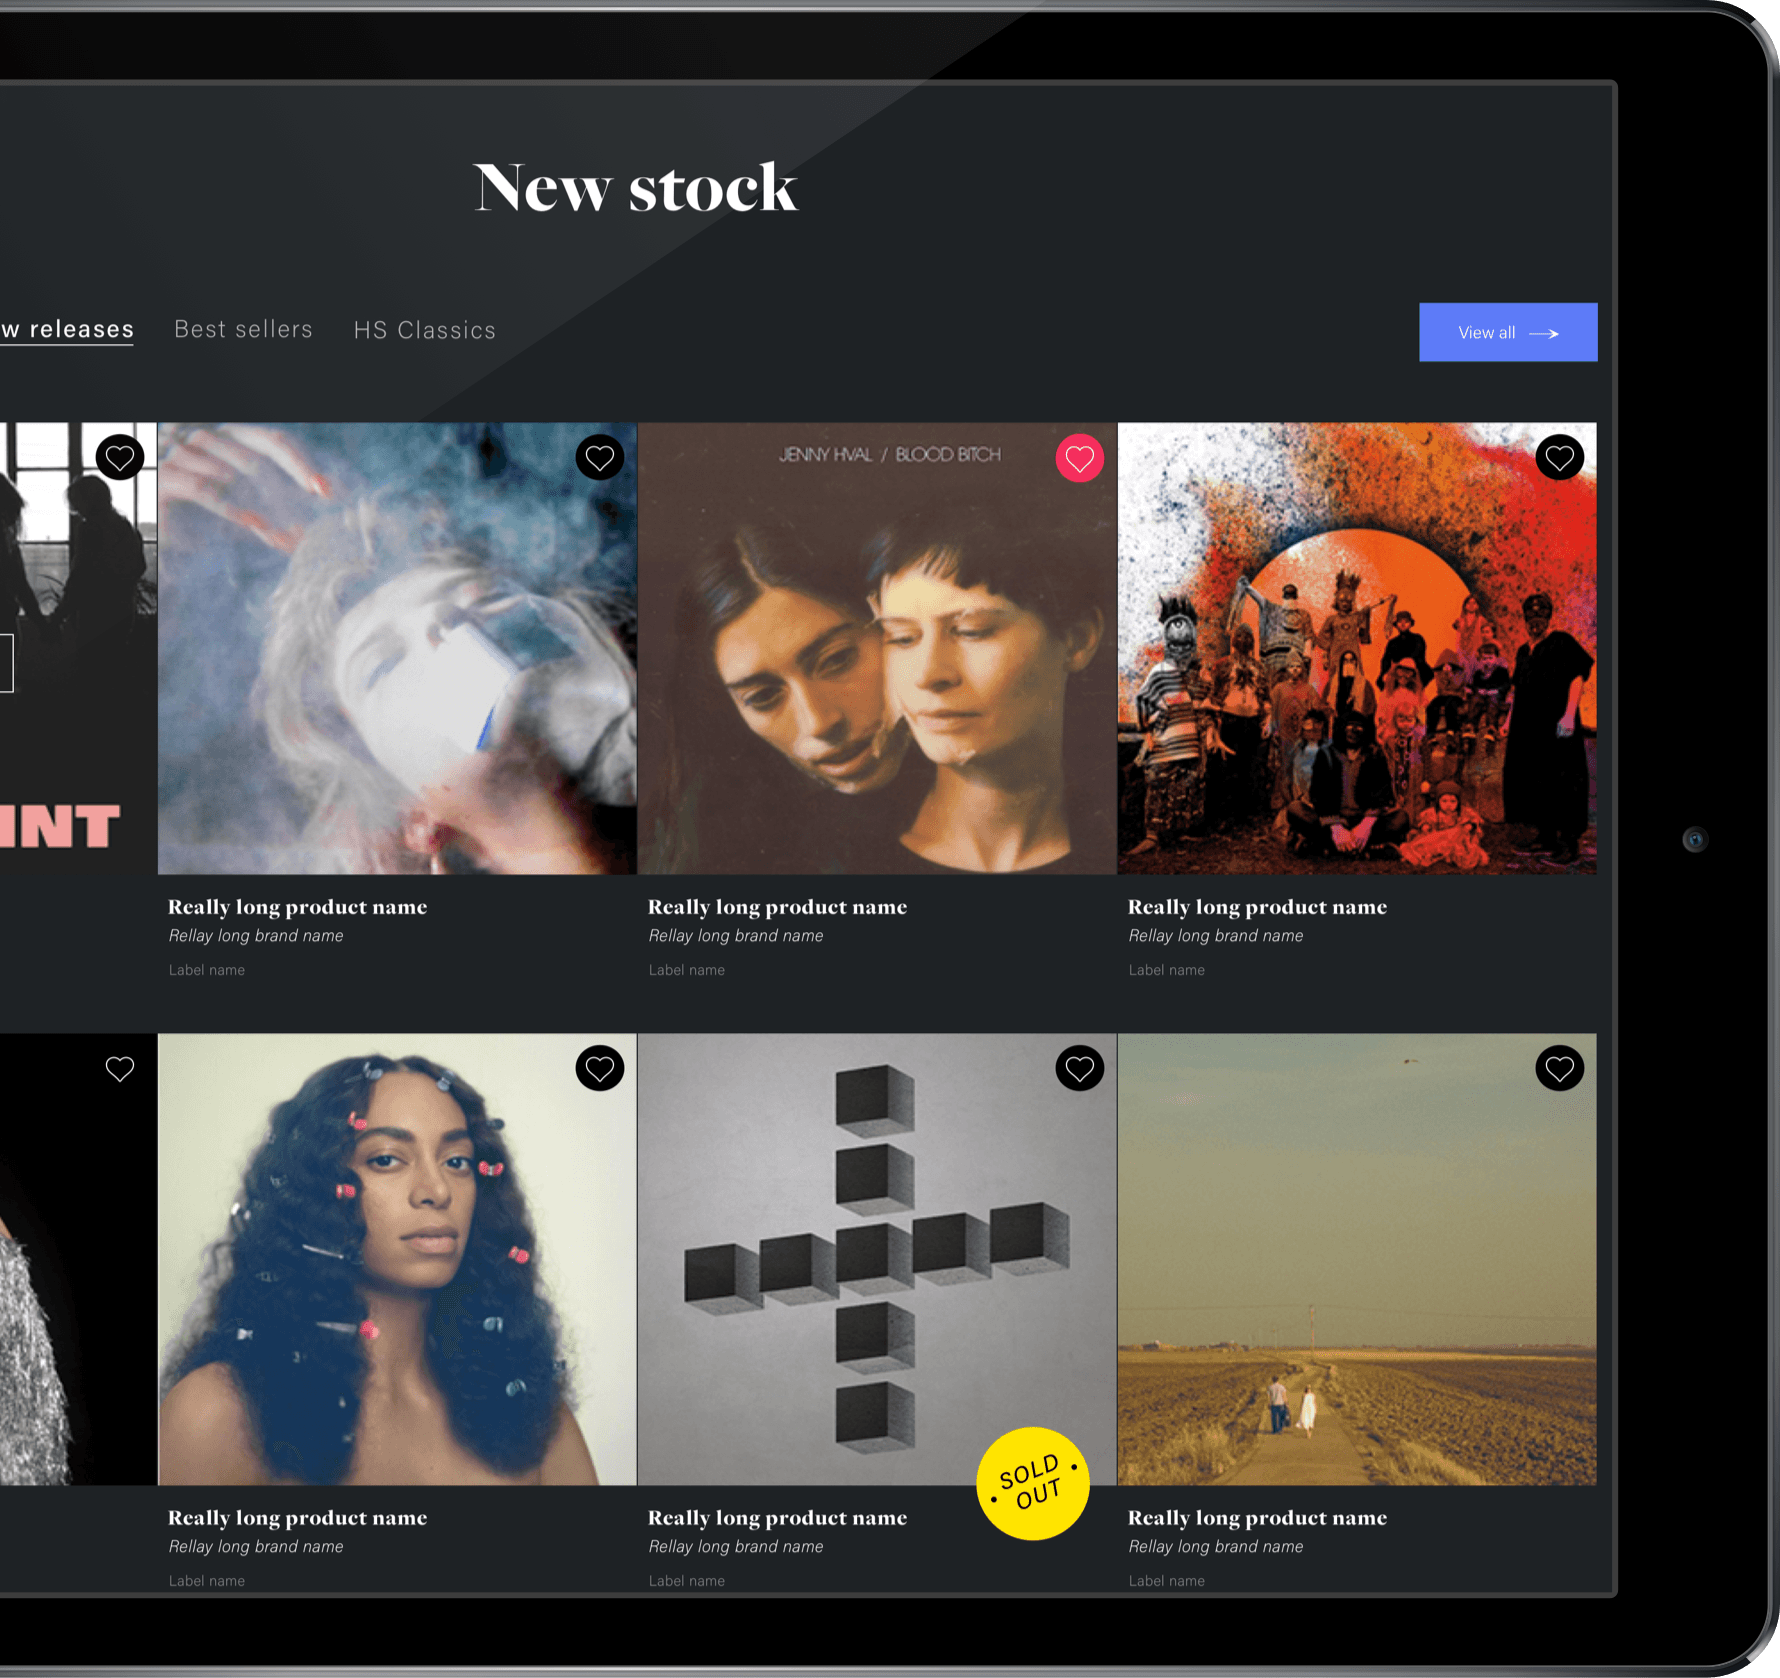 New stock
w releases
Best sellers
HS Classics
View all
JENNY HVAL / BLOOD BITCH
INT
Really long product name
Rellay long brand name
Label name
Really long product name
Rellay long brand name
Label name
Really long product name
Rellay long brand name
Label name
SOLD
OUT
Really long product name
Rellay long brand name
Label name
Really long product name
Rellay long brand name
Label name
Really long product name
Rellay long brand name
Label name